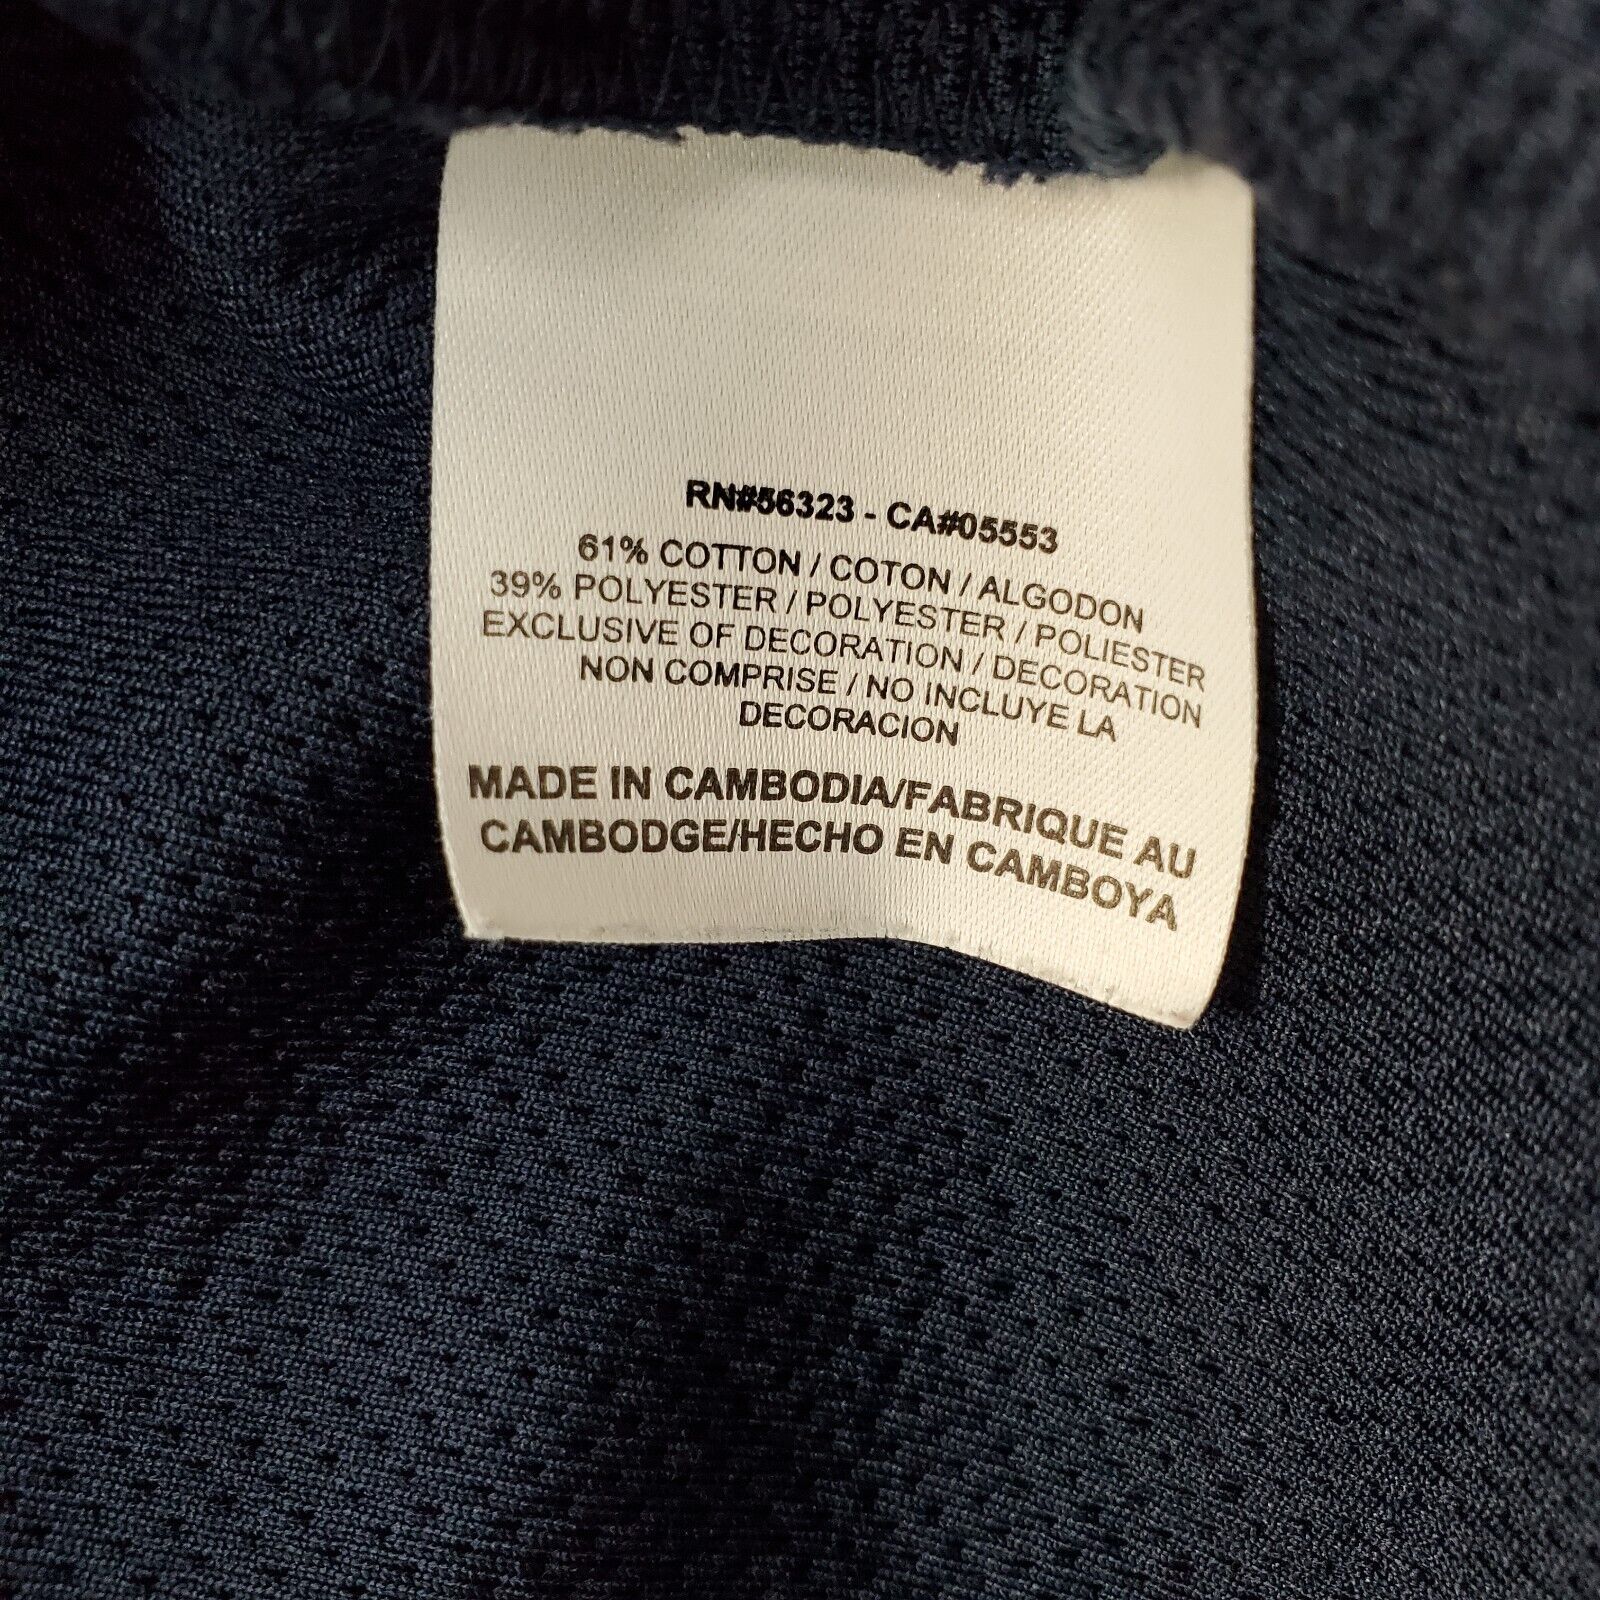 RN#56323 - CA#05553
61% COTTON / COTON / ALGODON
39% POLYESTER / POLYESTER / POLIESTER
EXCLUSIVE OF DECORATION / DECORATION
NON COMPRISE / NO INCLUYE LA
DECORACION
MADE IN CAMBODIA/FABRIQUE AU
CAMBODGE/HECHO EN CAMBOYA